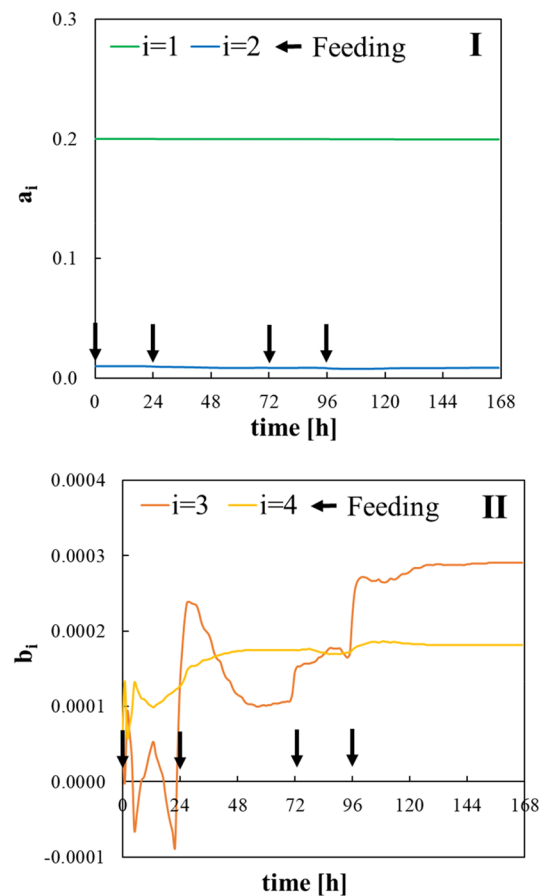 0.3
i=1 i=2 Feeding I
0.2
a_i
0.1
0.0
0 24 48 72 96 120 144 168
time [h]
0.0004
i=3 i=4 Feeding II
0.0003
0.0002
b_i
0.0001
0.0000
0 24 48 72 96 120 144 168
-0.0001
time [h]